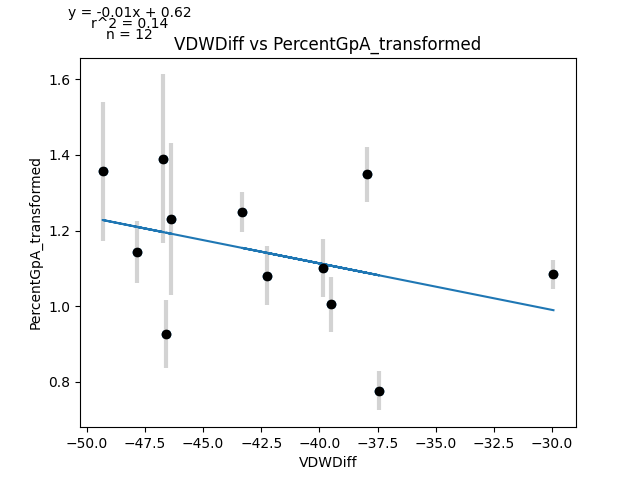 y = -0.01x + 0.62
r^2 = 0.14
n = 12
VDWDiff vs PercentGpA_transformed
PercentGpA_transformed
1.6
1.4
1.2
1.0
0.8
−50.0 −47.5 −45.0 −42.5 −40.0 −37.5 −35.0 −32.5 −30.0
VDWDiff